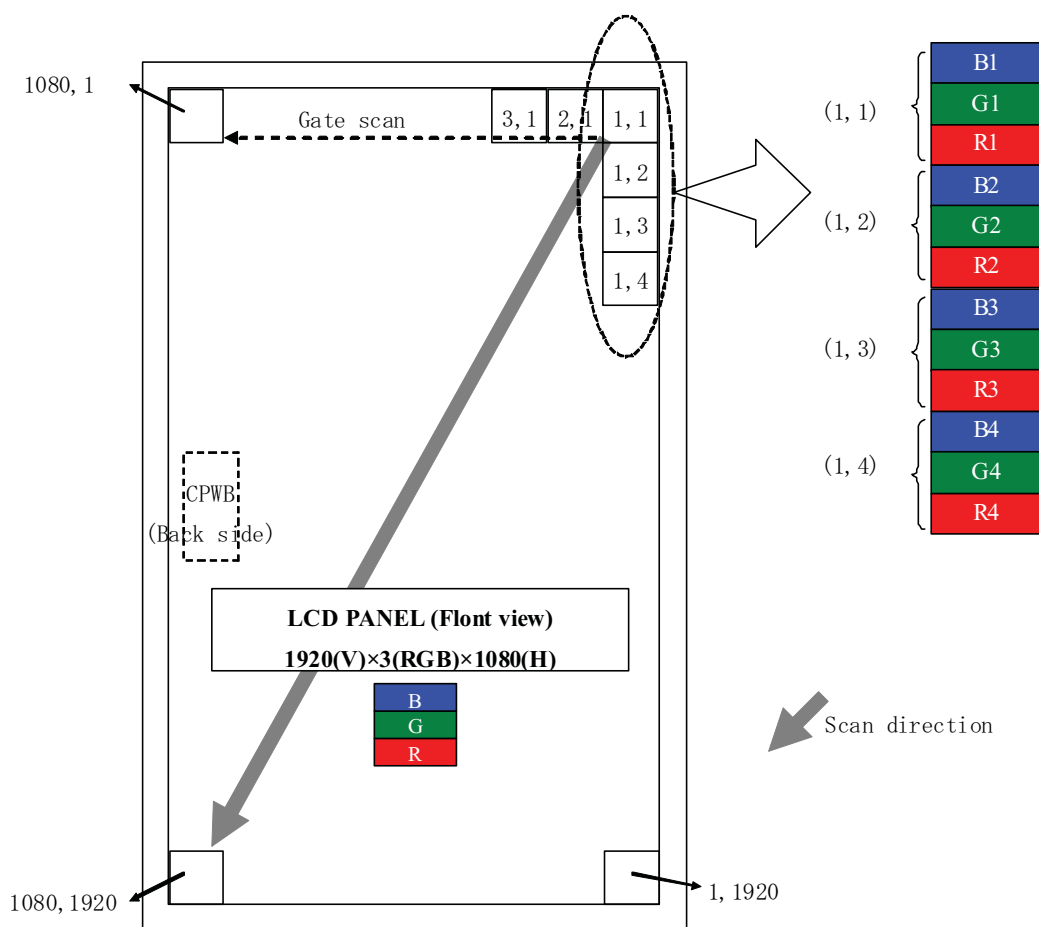 1080,1
Gate scan
3,1
2,1
1,1
1,2
1,3
1,4
CPWB
(Back side)
LCD PANEL (Flont view)
1920(V)×3(RGB)×1080(H)
B
G
R
1080,1920
1,1920
Scan direction
(1,1)
B1
G1
R1
(1,2)
B2
G2
R2
(1,3)
B3
G3
R3
(1,4)
B4
G4
R4